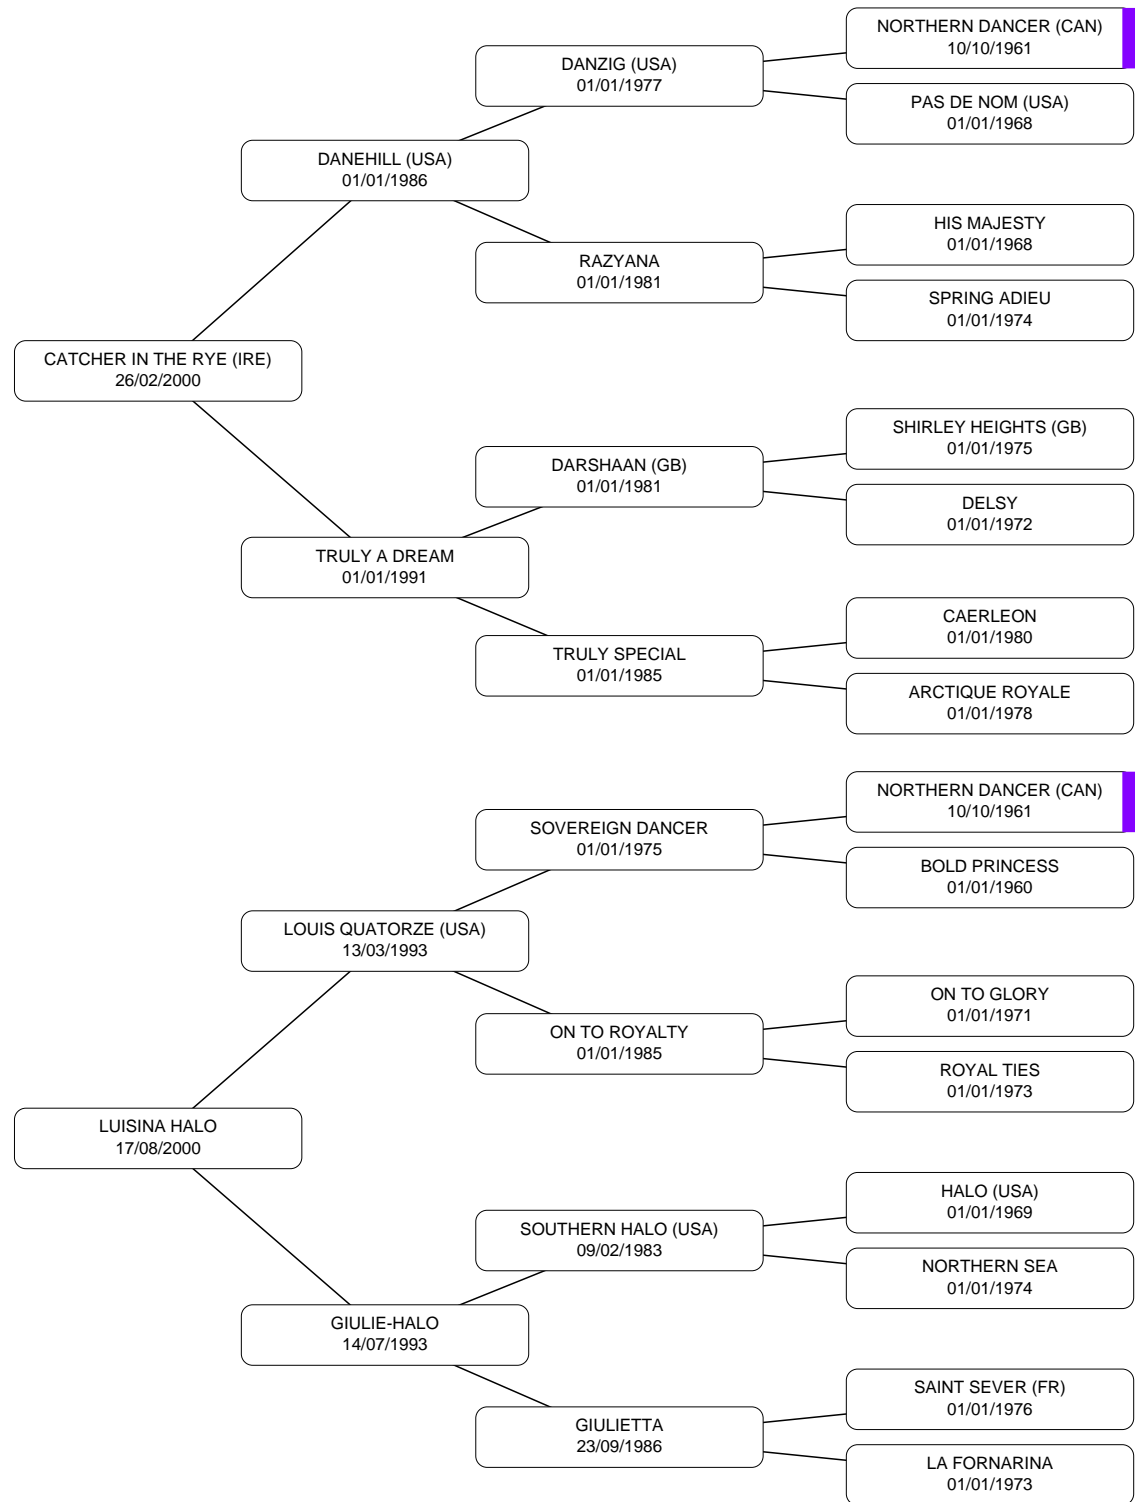 NORTHERN DANCER (CAN)
10/10/1961
DANZIG (USA)
01/01/1977
PAS DE NOM (USA)
01/01/1968
DANEHILL (USA)
01/01/1986
HIS MAJESTY
01/01/1968
RAZYANA
01/01/1981
SPRING ADIEU
01/01/1974
CATCHER IN THE RYE (IRE)
26/02/2000
SHIRLEY HEIGHTS (GB)
01/01/1975
DARSHAAN (GB)
01/01/1981
DELSY
01/01/1972
TRULY A DREAM
01/01/1991
CAERLEON
01/01/1980
TRULY SPECIAL
01/01/1985
ARCTIQUE ROYALE
01/01/1978
NORTHERN DANCER (CAN)
10/10/1961
SOVEREIGN DANCER
01/01/1975
BOLD PRINCESS
01/01/1960
LOUIS QUATORZE (USA)
13/03/1993
ON TO GLORY
01/01/1971
ON TO ROYALTY
01/01/1985
ROYAL TIES
01/01/1973
LUISINA HALO
17/08/2000
HALO (USA)
01/01/1969
SOUTHERN HALO (USA)
09/02/1983
NORTHERN SEA
01/01/1974
GIULIE-HALO
14/07/1993
SAINT SEVER (FR)
01/01/1976
GIULIETTA
23/09/1986
LA FORNARINA
01/01/1973